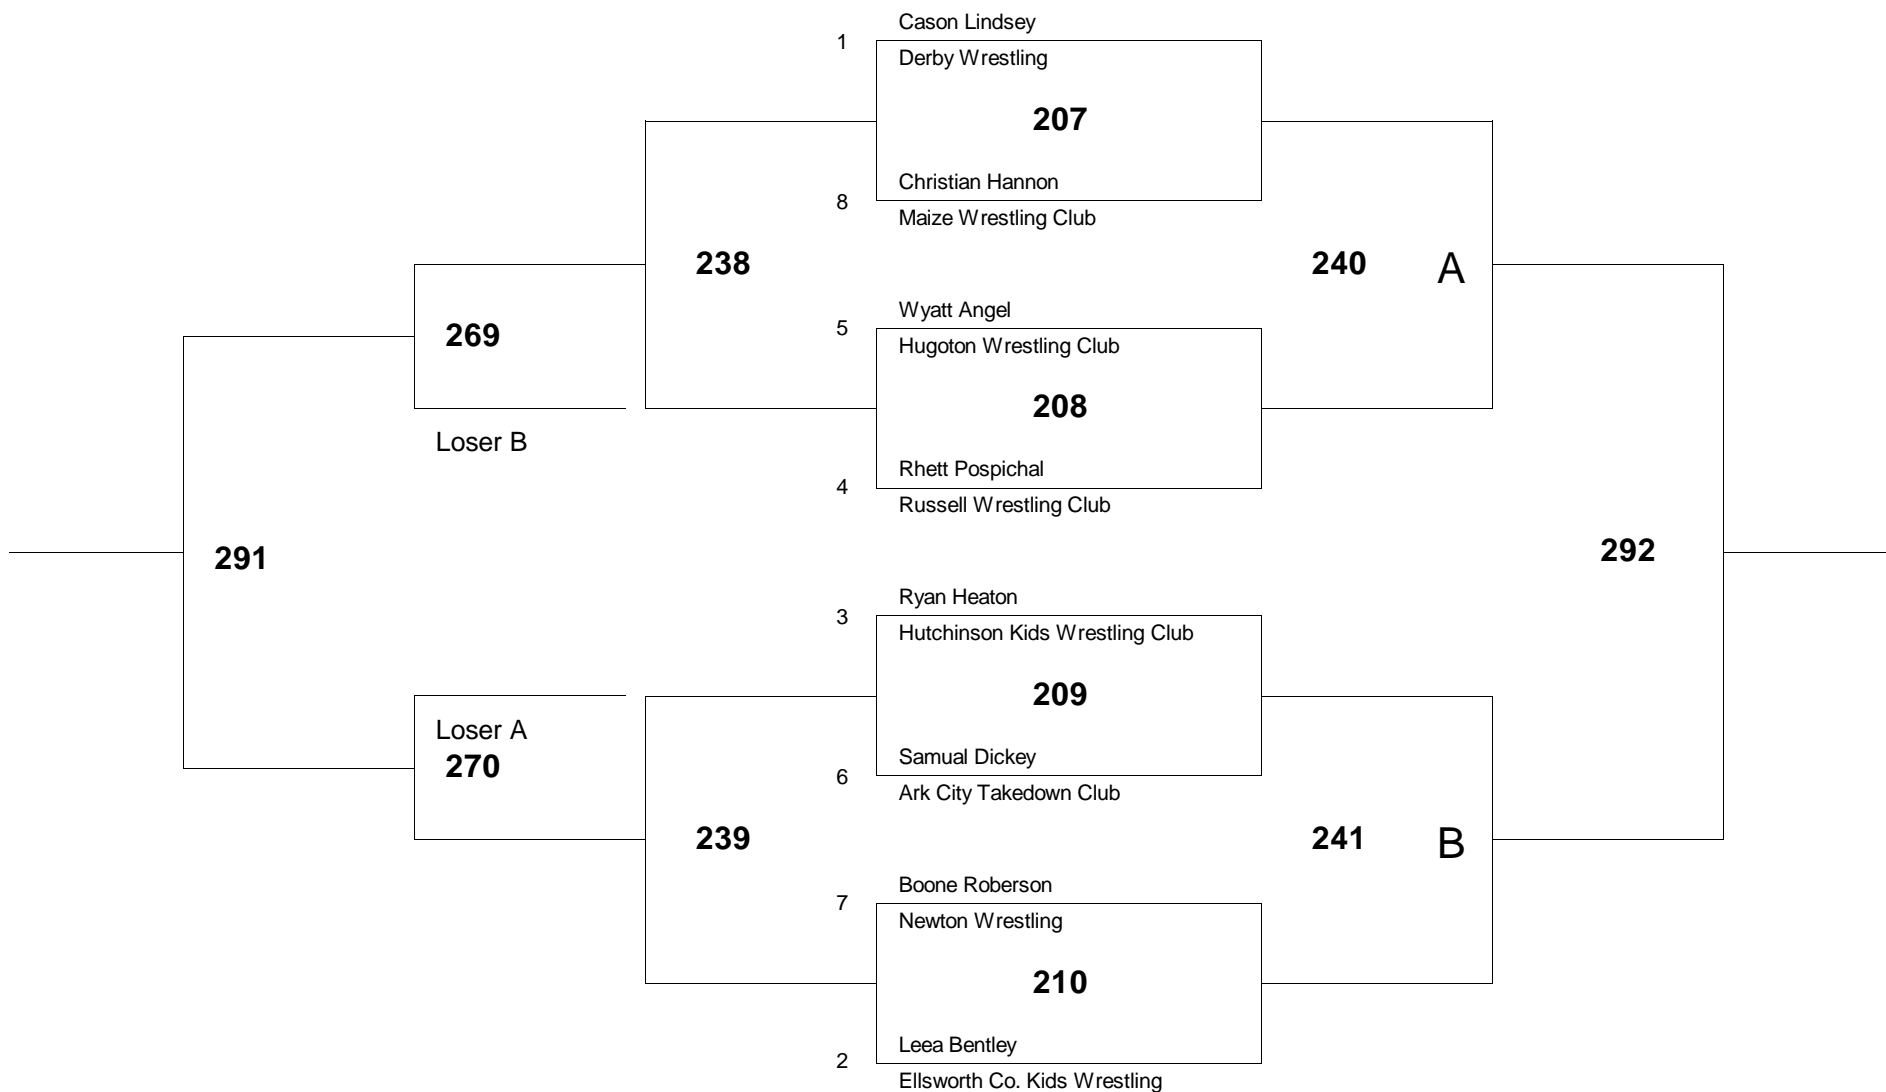 1
Cason Lindsey
Derby Wrestling
207
8
Christian Hannon
Maize Wrestling Club
238
240
A
5
Wyatt Angel
Hugoton Wrestling Club
269
208
Loser B
4
Rhett Pospichal
Russell Wrestling Club
291
292
3
Ryan Heaton
Hutchinson Kids Wrestling Club
209
Loser A
270
6
Samual Dickey
Ark City Takedown Club
239
241
B
7
Boone Roberson
Newton Wrestling
210
2
Leea Bentley
Ellsworth Co. Kids Wrestling